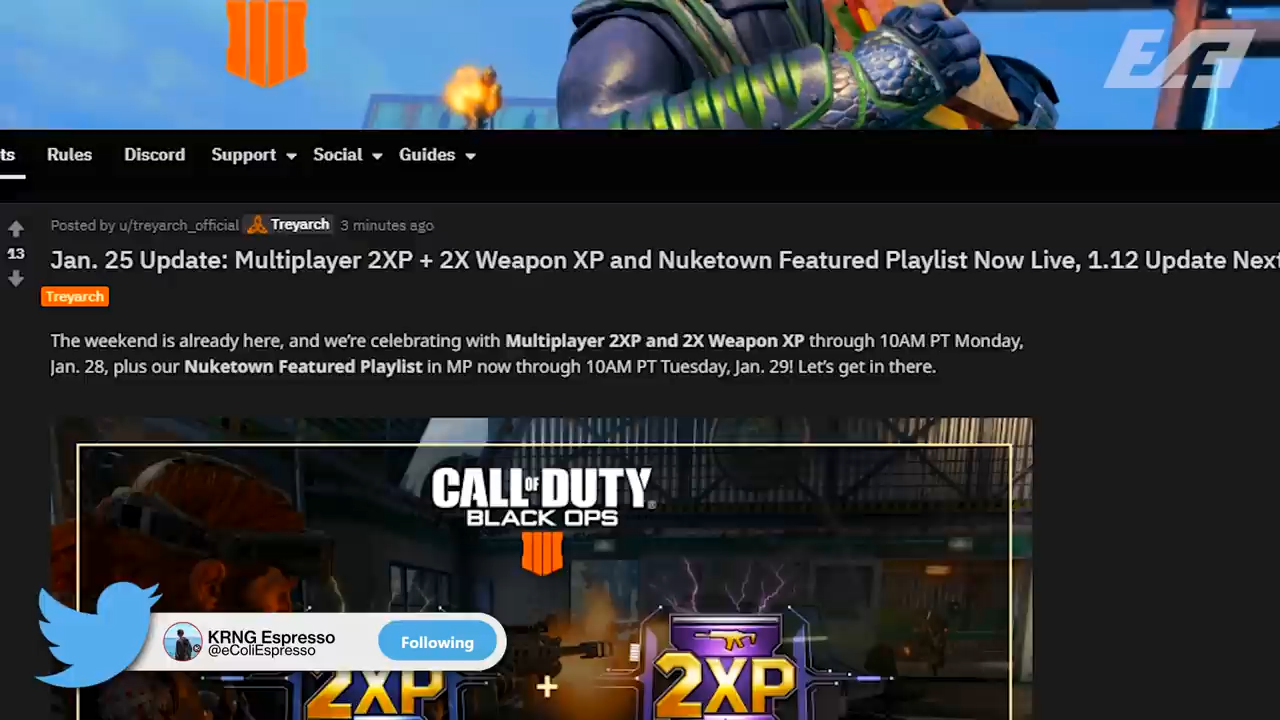 ts Rules Discord Support Social Guides
Posted by u/treyarch_official Treyarch 3 minutes ago
13
Jan. 25 Update: Multiplayer 2XP + 2X Weapon XP and Nuketown Featured Playlist Now Live, 1.12 Update Next
Treyarch
The weekend is already here, and we're celebrating with Multiplayer 2XP and 2X Weapon XP through 10AM PT Monday,
Jan. 28, plus our Nuketown Featured Playlist in MP now through 10AM PT Tuesday, Jan. 29! Let's get in there.
CALL OF DUTY®
BLACK OPS
IIII
KRNG Espresso
@eColiEspresso
Following
2XP + 2XP